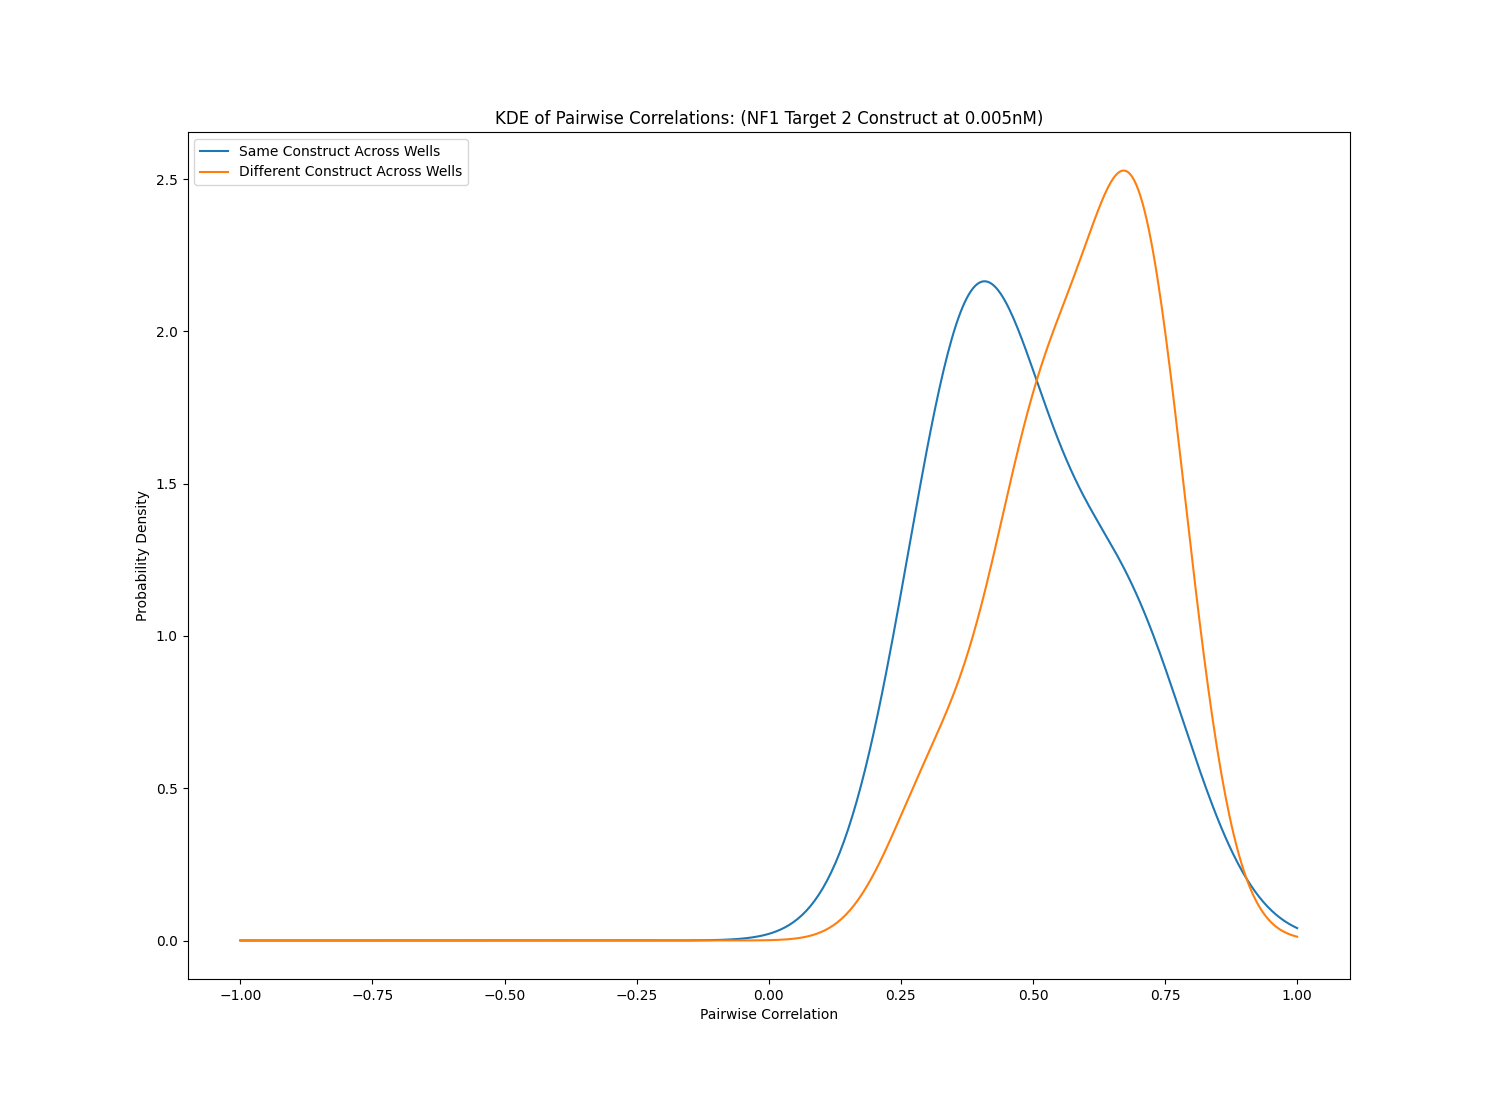 KDE of Pairwise Correlations: (NF1 Target 2 Construct at 0.005nM)
Same Construct Across Wells
Different Construct Across Wells
2.5
2.0
1.5
1.0
0.5
0.0
Probability Density
−1.00 −0.75 −0.50 −0.25 0.00 0.25 0.50 0.75 1.00
Pairwise Correlation